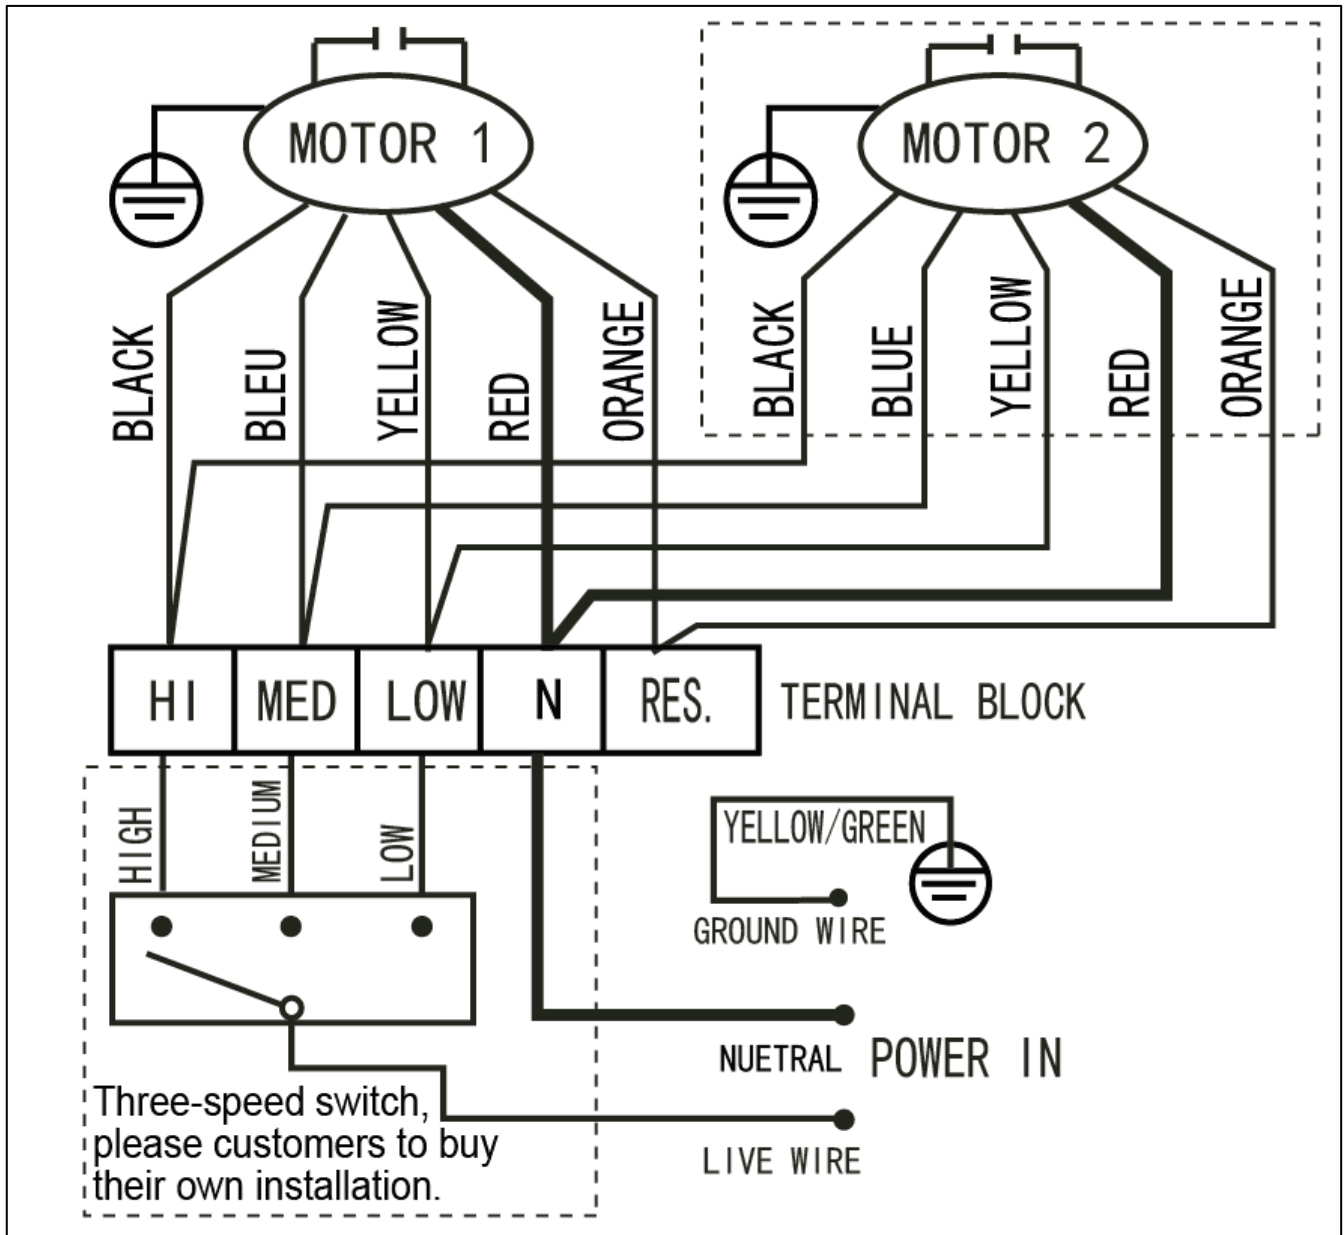 MOTOR 1
MOTOR 2
BLACK
BLEU
YELLOW
RED
ORANGE
BLACK
BLUE
YELLOW
RED
ORANGE
HI
MED
LOW
N
RES.
TERMINAL BLOCK
HIGH
MEDIUM
LOW
YELLOW/GREEN
GROUND WIRE
NUETRAL
POWER IN
LIVE WIRE
Three-speed switch,
please customers to buy
their own installation.